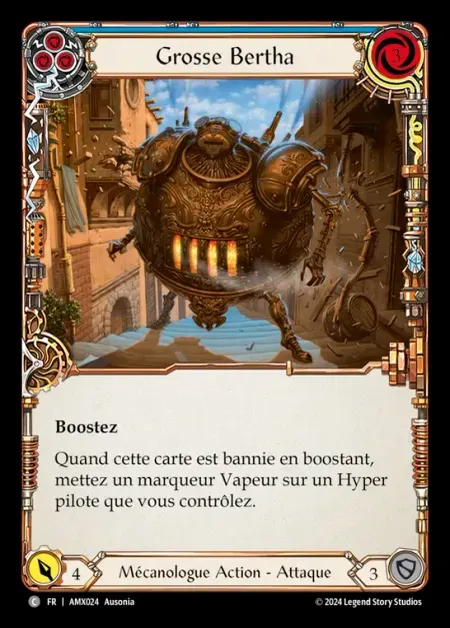 Grosse Bertha
3
Boostez
Quand cette carte est bannie en boostant,
mettez un marqueur Vapeur sur un Hyper
pilote que vous contrôlez.
4
Mécanologue Action - Attaque
3
C FR | AMX024 Ausonia
© 2024 Legend Story Studios